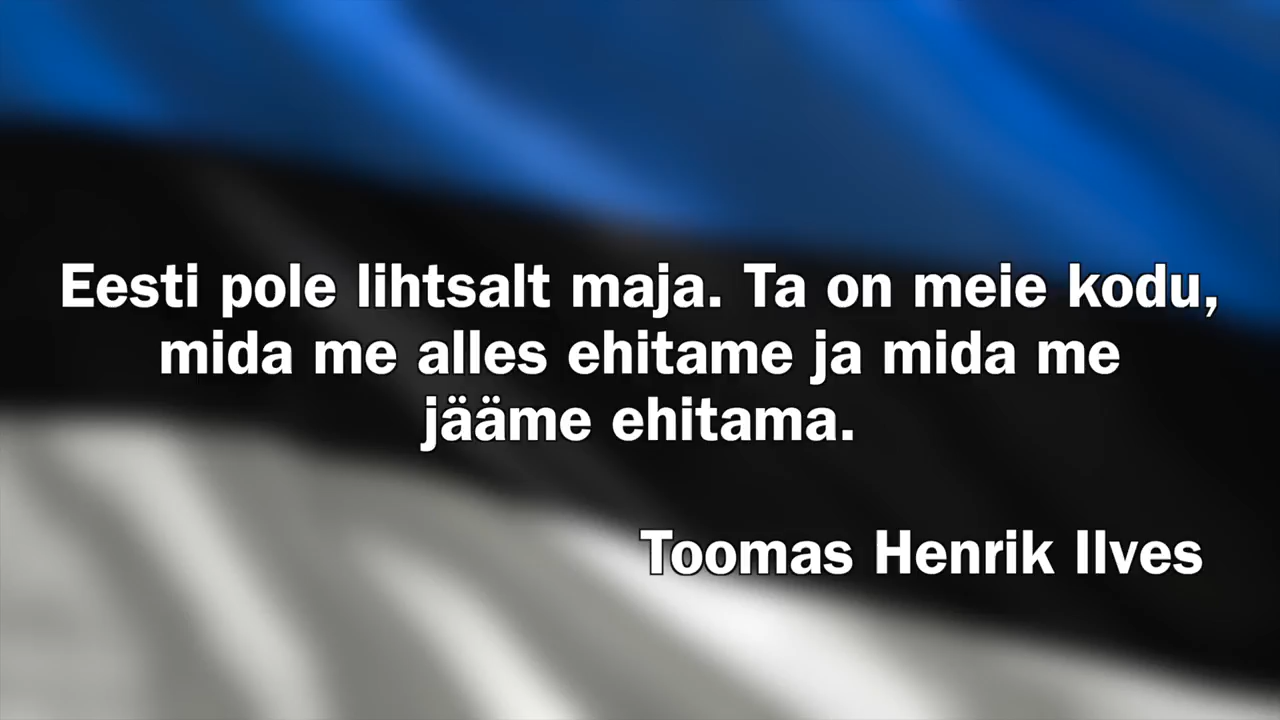 Eesti pole lihtsalt maja. Ta on meie kodu,
mida me alles ehitame ja mida me
jääme ehitama.
Toomas Henrik Ilves